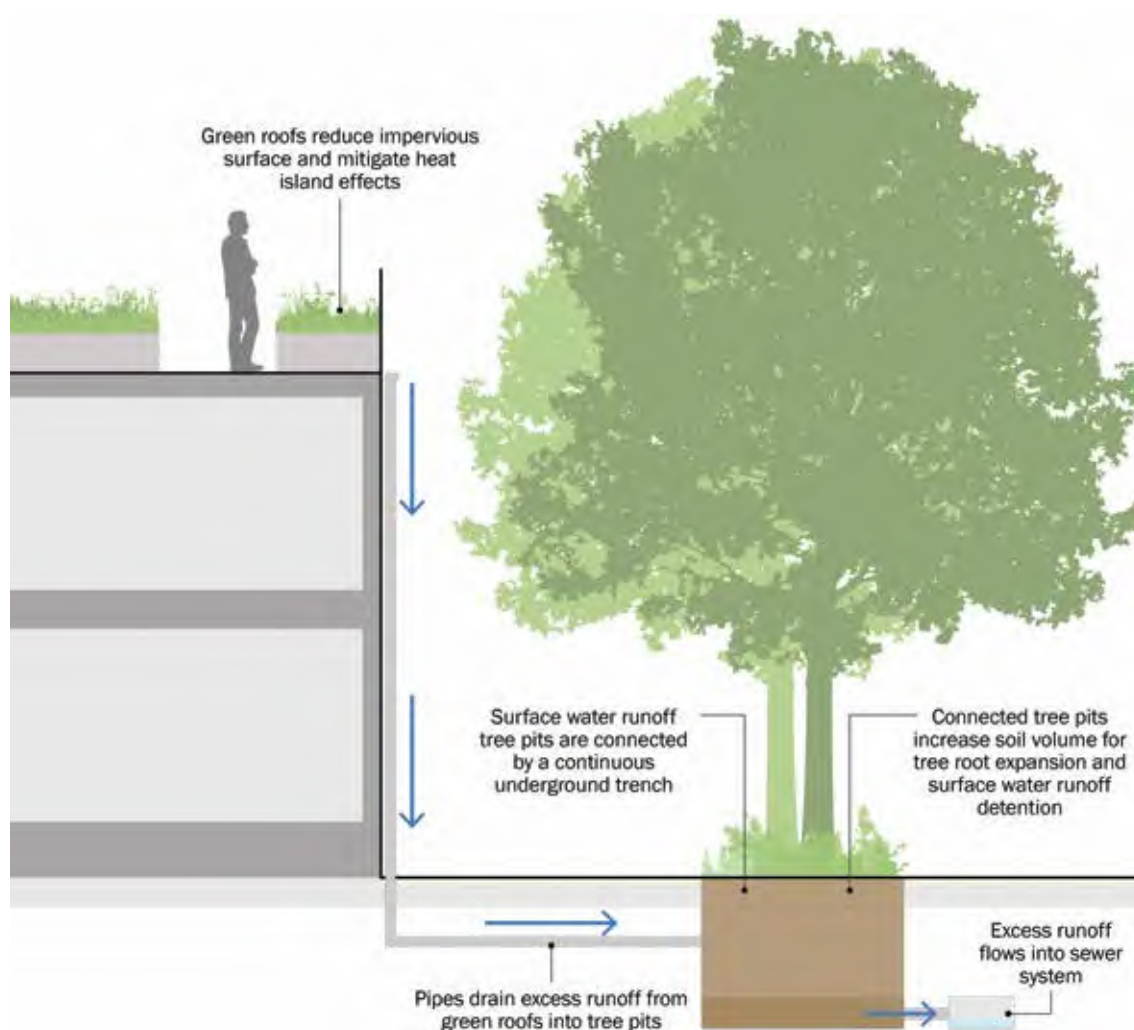 Green roofs reduce impervious
surface and mitigate heat
island effects
Surface water runoff
tree pits are connected
by a continuous
underground trench
Connected tree pits
increase soil volume for
tree root expansion and
surface water runoff
detention
Excess runoff
flows into sewer
system
Pipes drain excess runoff from
green roofs into tree pits